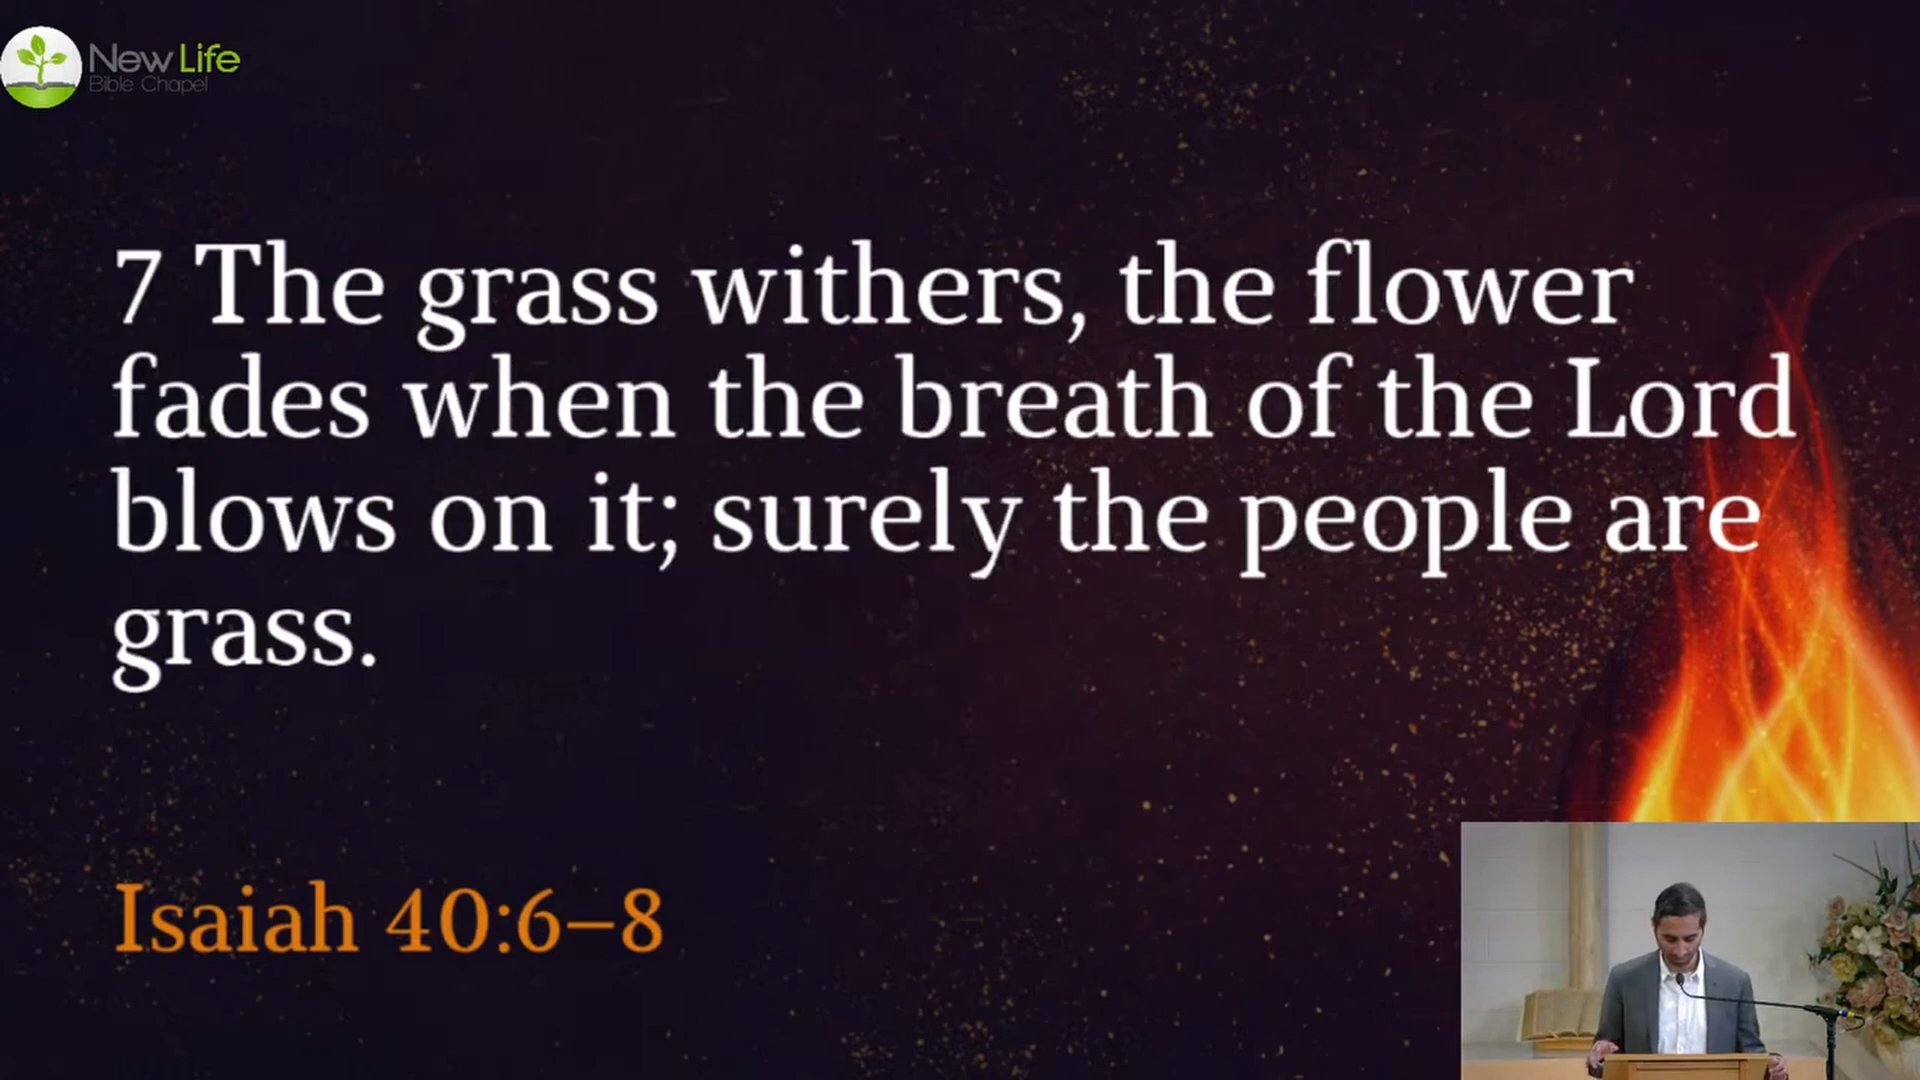 New Life
Bible Chapel
7 The grass withers, the flower
fades when the breath of the Lord
blows on it; surely the people are
grass.
Isaiah 40:6–8